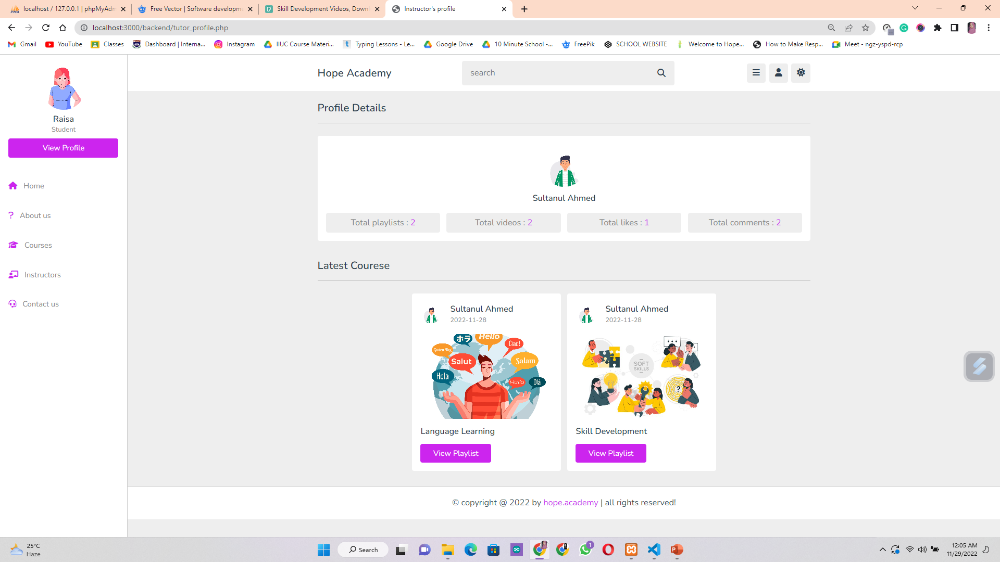 localhost / 127.0.0.1 | phpMyAdm
Free Vector | Software developme
Skill Development Videos, Downl
Instructor's profile
localhost:3000/backend/tutor_profile.php
Gmail
YouTube
Classes
Dashboard | Interna...
Instagram
IIUC Course Materi...
Typing Lessons - Le...
Google Drive
10 Minute School -...
FreePik
SCHOOL WEBSITE
Welcome to Hope...
How to Make Resp...
Meet - ngz-yspd-rcp
Raisa
Student
View Profile
Home
About us
Courses
Instructors
Contact us
Hope Academy
search
Profile Details
Sultanul Ahmed
Total playlists : 2
Total videos : 2
Total likes : 1
Total comments : 2
Latest Courese
Sultanul Ahmed
2022-11-28
ホラ
Hello
Ciao!
Guten Tag
Salut
Salam
Hola
Hallo
Olá
Language Learning
View Playlist
Sultanul Ahmed
2022-11-28
SOFT
SKILLS
?
Skill Development
View Playlist
© copyright @ 2022 by hope.academy | all rights reserved!
25°C
Haze
Search
1
12:05 AM
11/29/2022